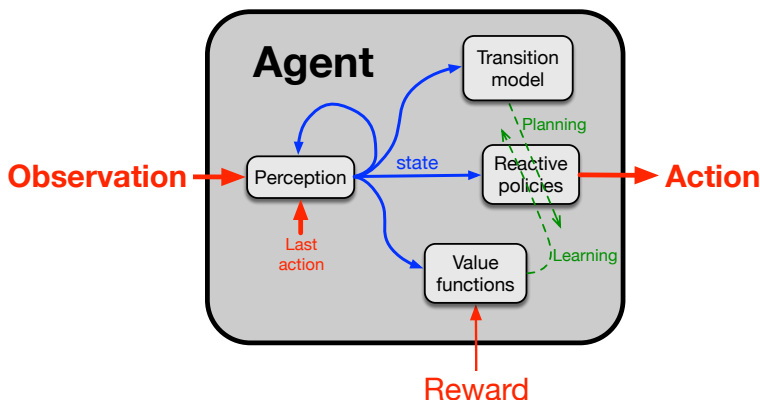 Agent
Transition
model
Planning
state
Observation
Perception
Reactive
policies
Action
Last
action
Value
functions
Learning
Reward